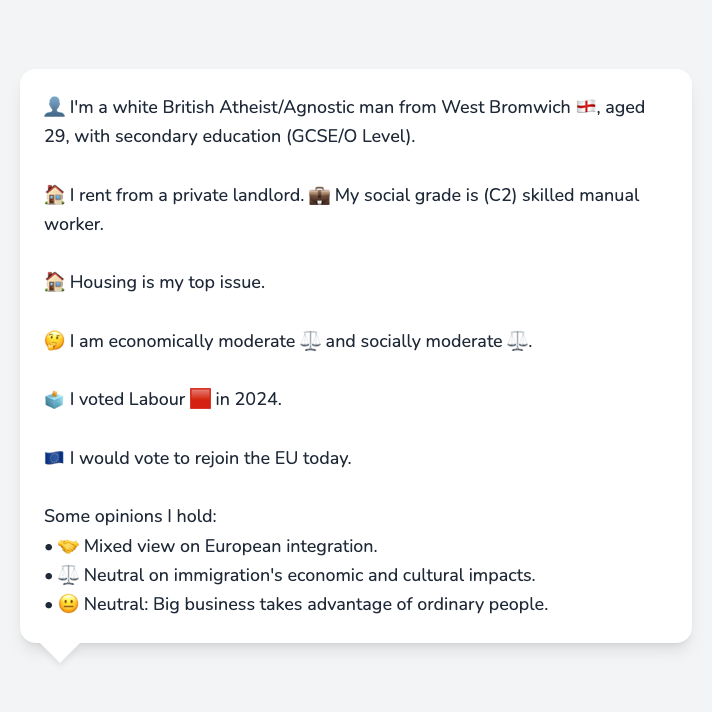 👤 I'm a white British Atheist/Agnostic man from West Bromwich 🏴󠁧󠁢󠁥󠁮󠁧󠁿, aged
29, with secondary education (GCSE/O Level).
🏠 I rent from a private landlord. 💼 My social grade is (C2) skilled manual
worker.
🏠 Housing is my top issue.
🤔 I am economically moderate ⚖️ and socially moderate ⚖️.
🗳️ I voted Labour 🟥 in 2024.
🇪🇺 I would vote to rejoin the EU today.
Some opinions I hold:
• 🤝 Mixed view on European integration.
• ⚖️ Neutral on immigration's economic and cultural impacts.
• 😐 Neutral: Big business takes advantage of ordinary people.